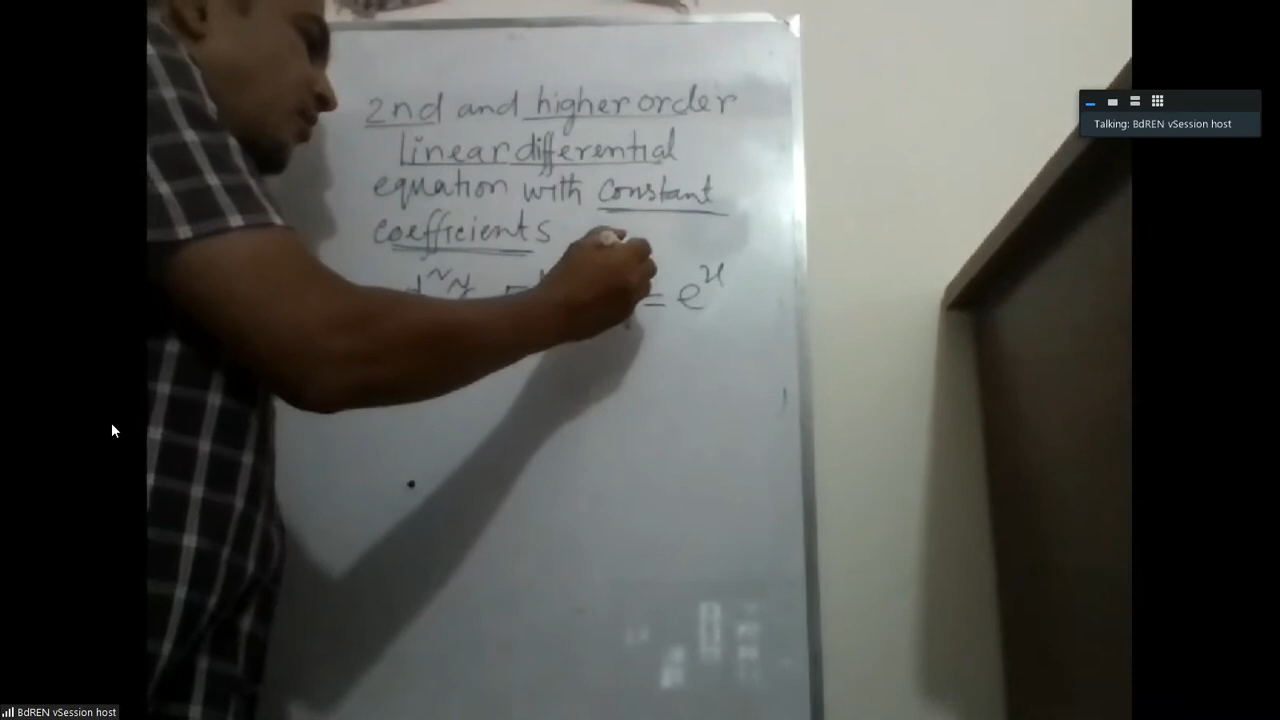 2nd and higher order
linear differential
equation with constant
coefficients
= e^x
Talking: BdREN vSession host
BdREN vSession host